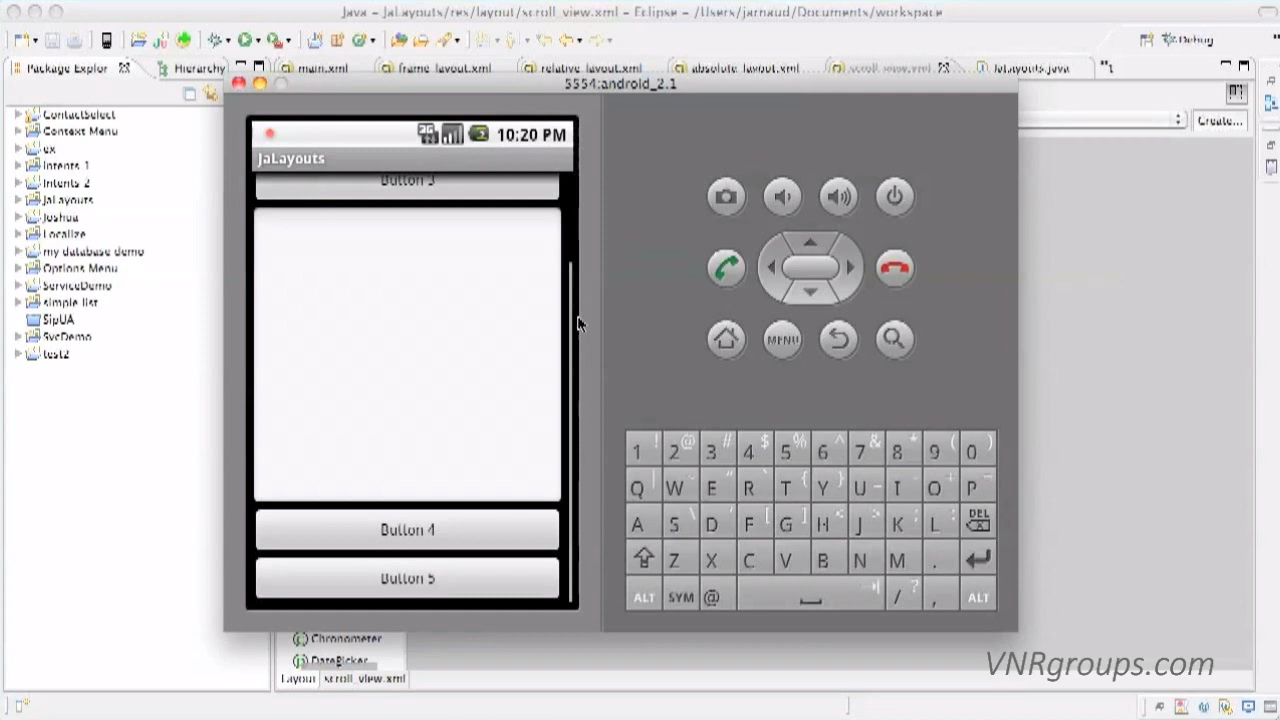 Java – JaLayouts/res/layout/scroll_view.xml – Eclipse – /Users/jarnaud/Documents/workspace
Debug
Package Explor
Hierarchy
main.xml
frame_layout.xml
relative_layout.xml
absolute_layout.xml
scroll_view.xml
JaLayouts.java
5554:android_2.1
Create...
ContactSelect
Context Menu
ex
Intents 1
Intents 2
JaLayouts
Joshua
Localize
my database demo
Options Menu
ServiceDemo
simple list
SipUA
SvcDemo
test2
10:20 PM
JaLayouts
Button 3
Button 4
Button 5
MENU
1 ! 2 @ 3 # 4 $ 5 % 6 ^ 7 & 8 * 9 ( 0 )
Q W E R T Y U I O P
A S D F G H J K L DEL
Z X C V B N M .
ALT SYM @ / ? , ALT
Chronometer
DatePicker
Layout scroll_view.xml
VNRgroups.com